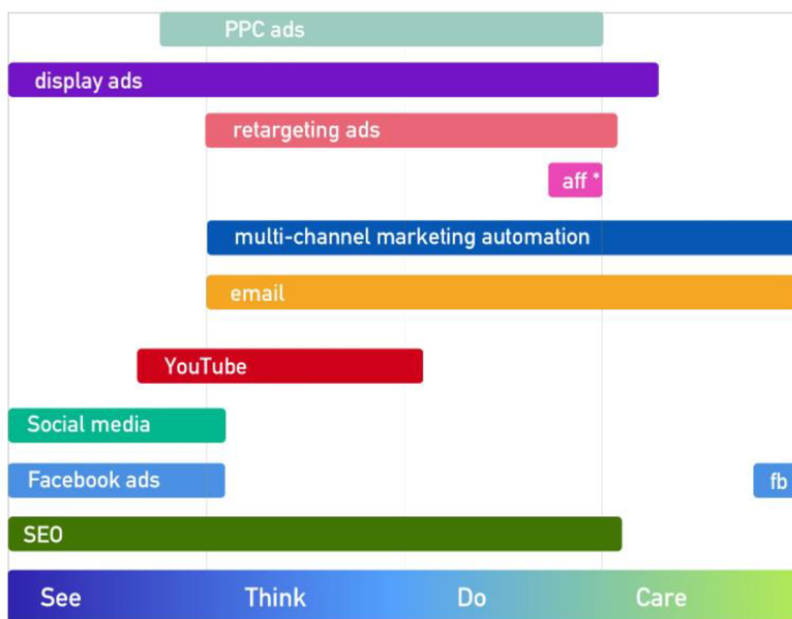 PPC ads
display ads
retargeting ads
aff *
multi-channel marketing automation
email
YouTube
Social media
Facebook ads
fb
SEO
See
Think
Do
Care